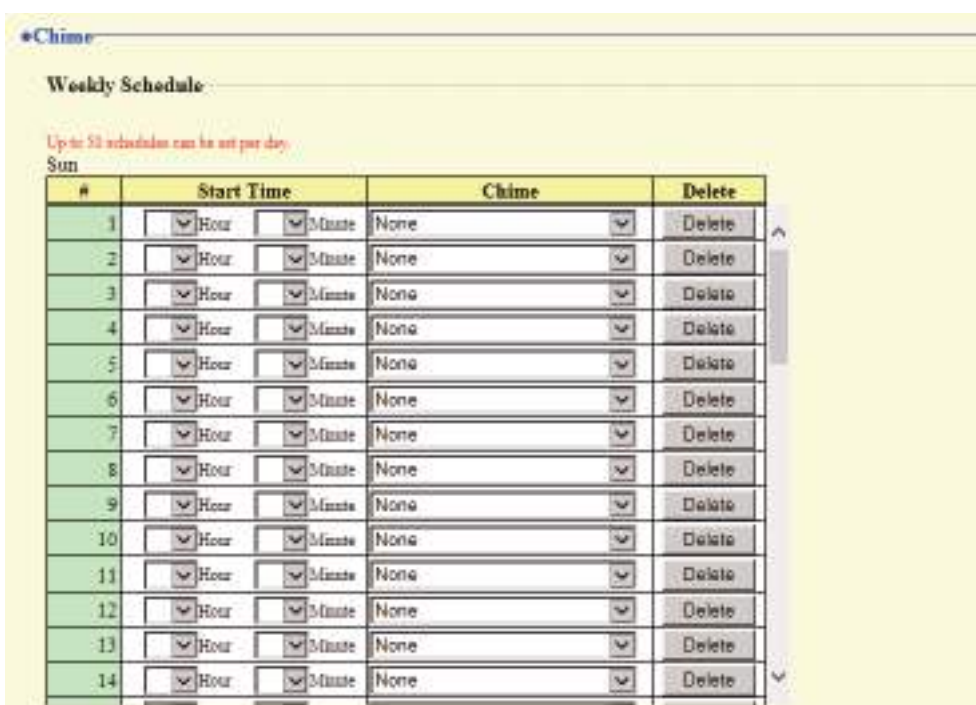 Chime
Weekly Schedule
Up to 50 schedules can be set per day.
Sun
# Start Time Chime Delete
1 Hour Minute None Delete
2 Hour Minute None Delete
3 Hour Minute None Delete
4 Hour Minute None Delete
5 Hour Minute None Delete
6 Hour Minute None Delete
7 Hour Minute None Delete
8 Hour Minute None Delete
9 Hour Minute None Delete
10 Hour Minute None Delete
11 Hour Minute None Delete
12 Hour Minute None Delete
13 Hour Minute None Delete
14 Hour Minute None Delete